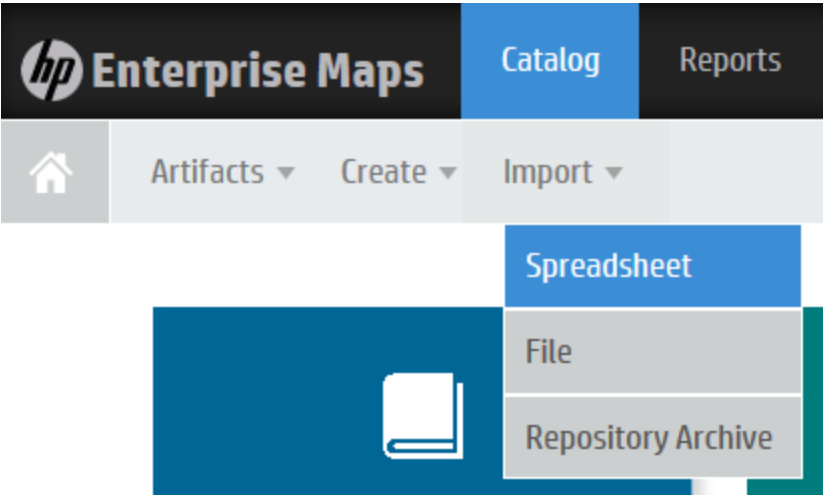 hp Enterprise Maps Catalog Reports
Artifacts Create Import
Spreadsheet
File
Repository Archive